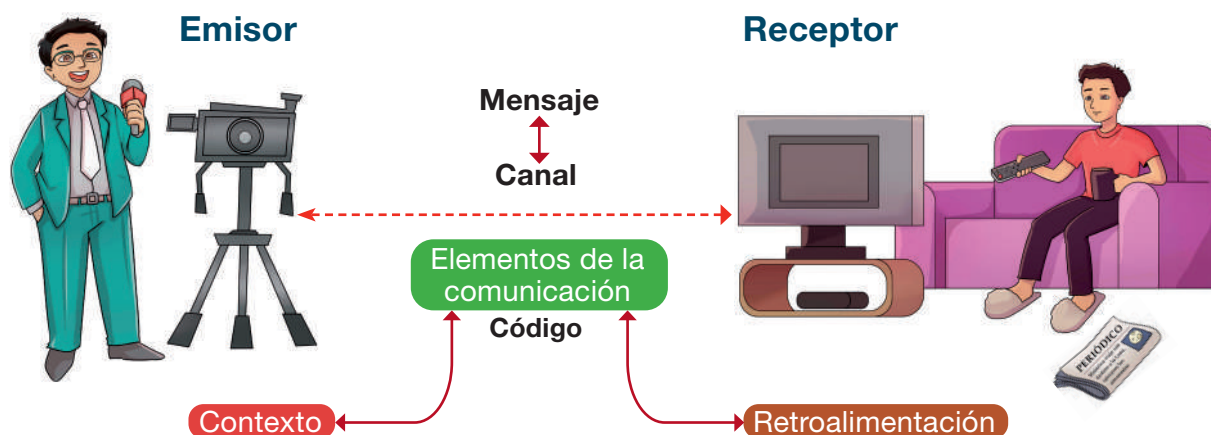 Emisor
Receptor
Mensaje
Canal
Elementos de la
comunicación
Código
Contexto
Retroalimentación
PERIÓDICO